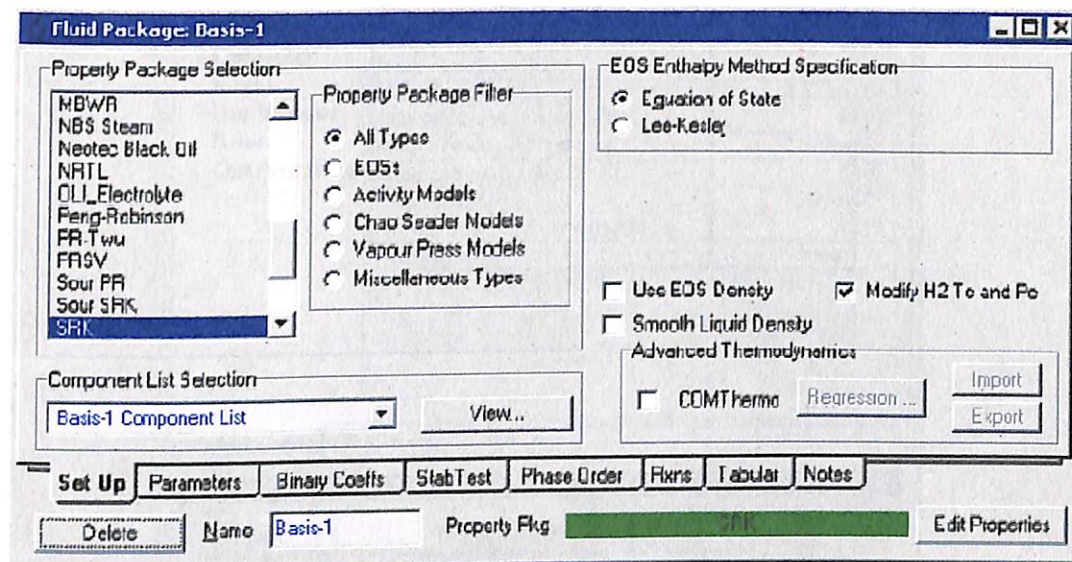 Fluid Package: Basis-1
Property Package Selection
MBWR
NBS Steam
Neotec Black Oil
NRTL
OLI_Electrolyte
Peng-Robinson
PR-Twu
PRSV
Sour PR
Sour SRK
SRK
Property Package Filter
All Types
EOSs
Activity Models
Chao Seader Models
Vapour Press Models
Miscellaneous Types
EOS Enthalpy Method Specification
Equation of State
Lee-Kesler
Use EOS Density
Modify H2 Tc and Pc
Smooth Liquid Density
Advanced Thermodynamics
COMThermo
Regression ...
Import
Export
Component List Selection
Basis-1 Component List
View...
Set Up
Parameters
Binary Coeffs
StabTest
Phase Order
Rxns
Tabular
Notes
Delete
Name
Basis-1
Property Pkg
SRK
Edit Properties